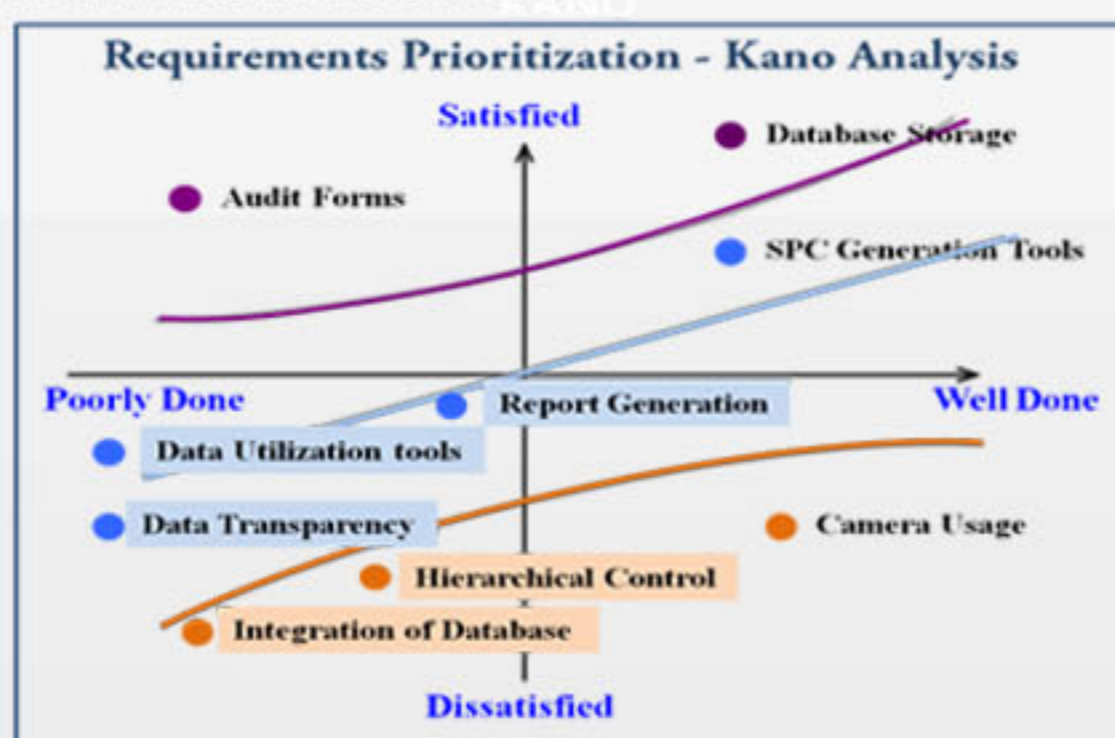 Requirements Prioritization - Kano Analysis
Satisfied
Database Storage
Audit Forms
SPC Generation Tools
Poorly Done
Report Generation
Well Done
Data Utilization tools
Data Transparency
Camera Usage
Hierarchical Control
Integration of Database
Dissatisfied